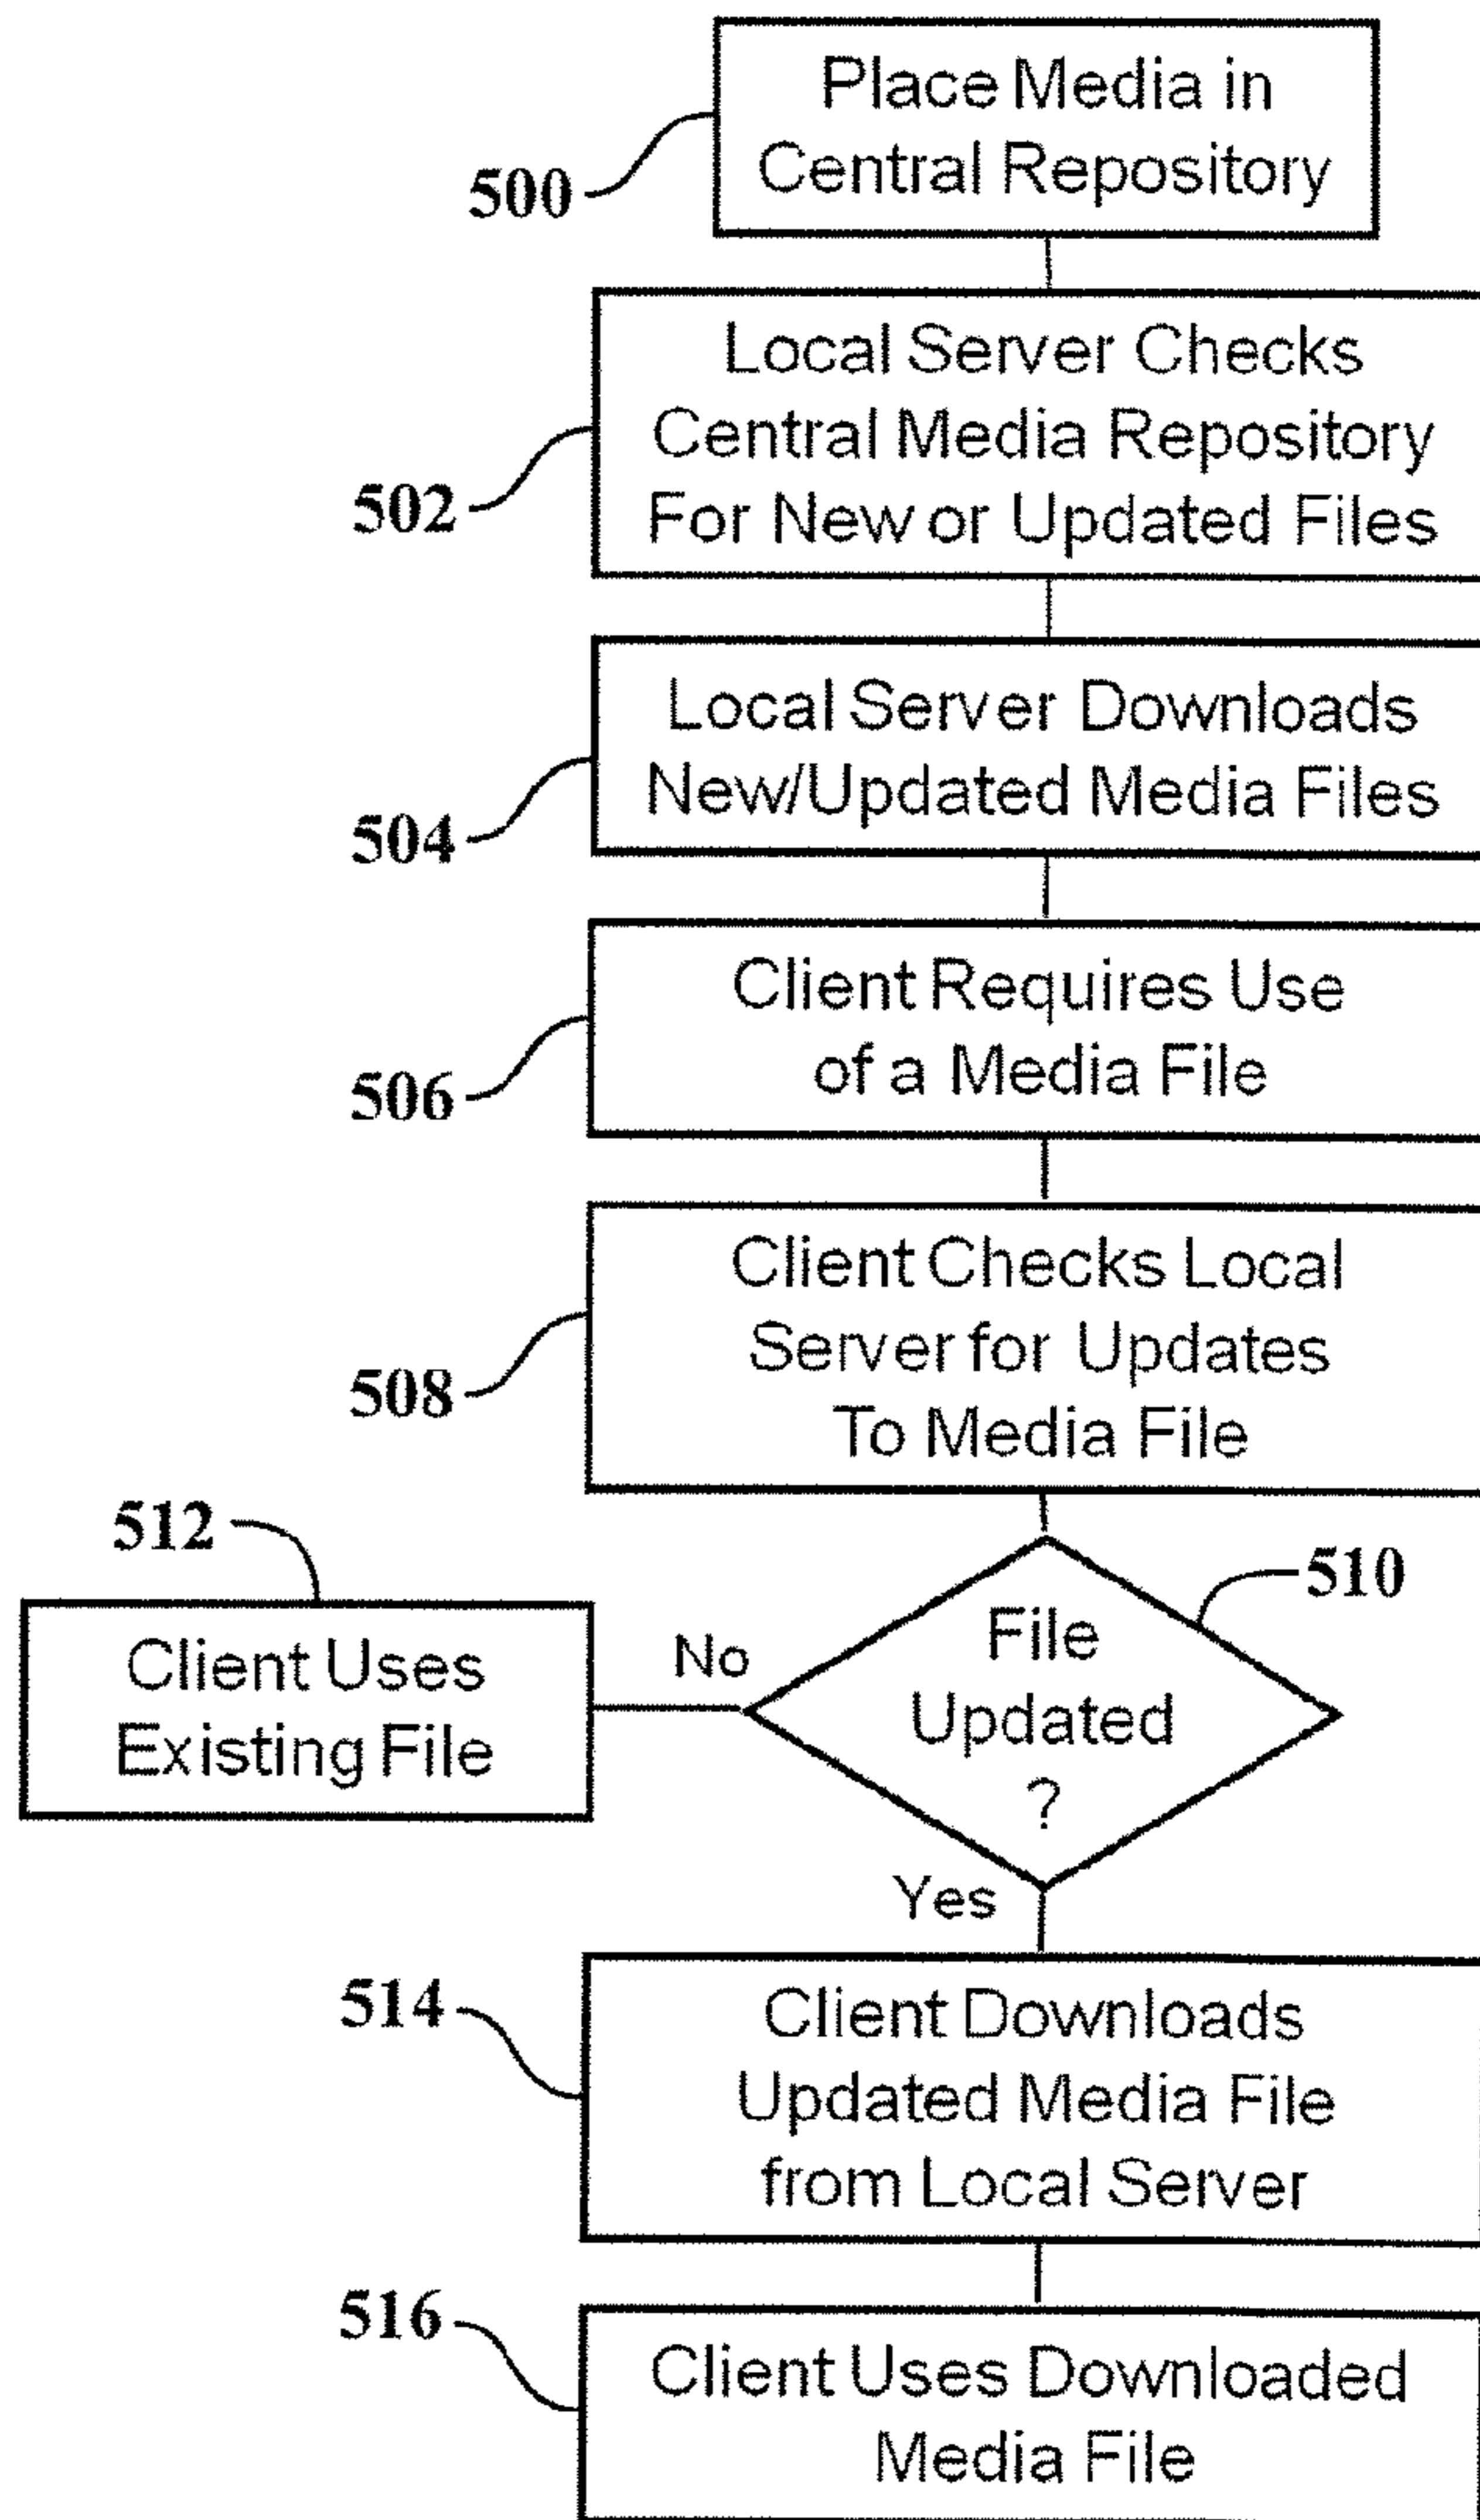 Place Media in
Central Repository
500
Local Server Checks
Central Media Repository
For New or Updated Files
502
Local Server Downloads
New/Updated Media Files
504
Client Requires Use
of a Media File
506
Client Checks Local
Server for Updates
To Media File
508
512
510
Client Uses
Existing File
No
File
Updated
?
Yes
514
Client Downloads
Updated Media File
from Local Server
516
Client Uses Downloaded
Media File